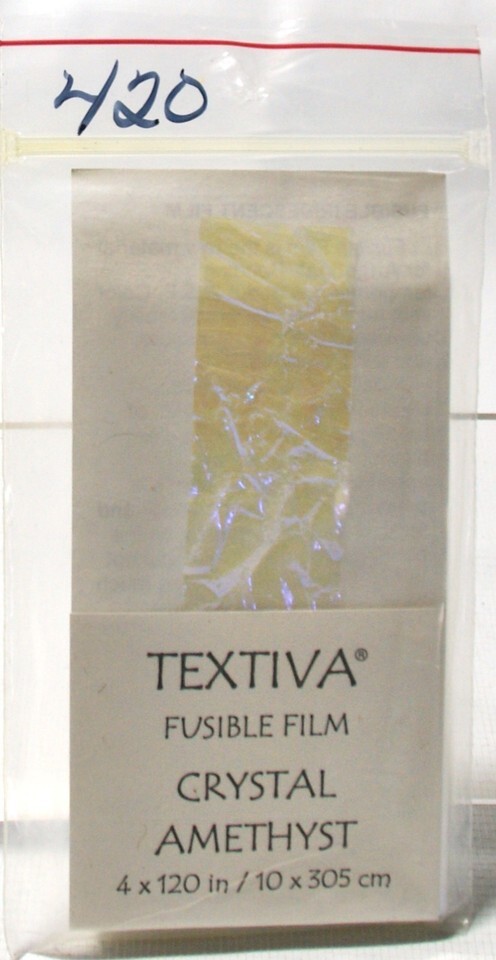 420
TEXTIVA®
FUSIBLE FILM
CRYSTAL
AMETHYST
4 x 120 in / 10 x 305 cm